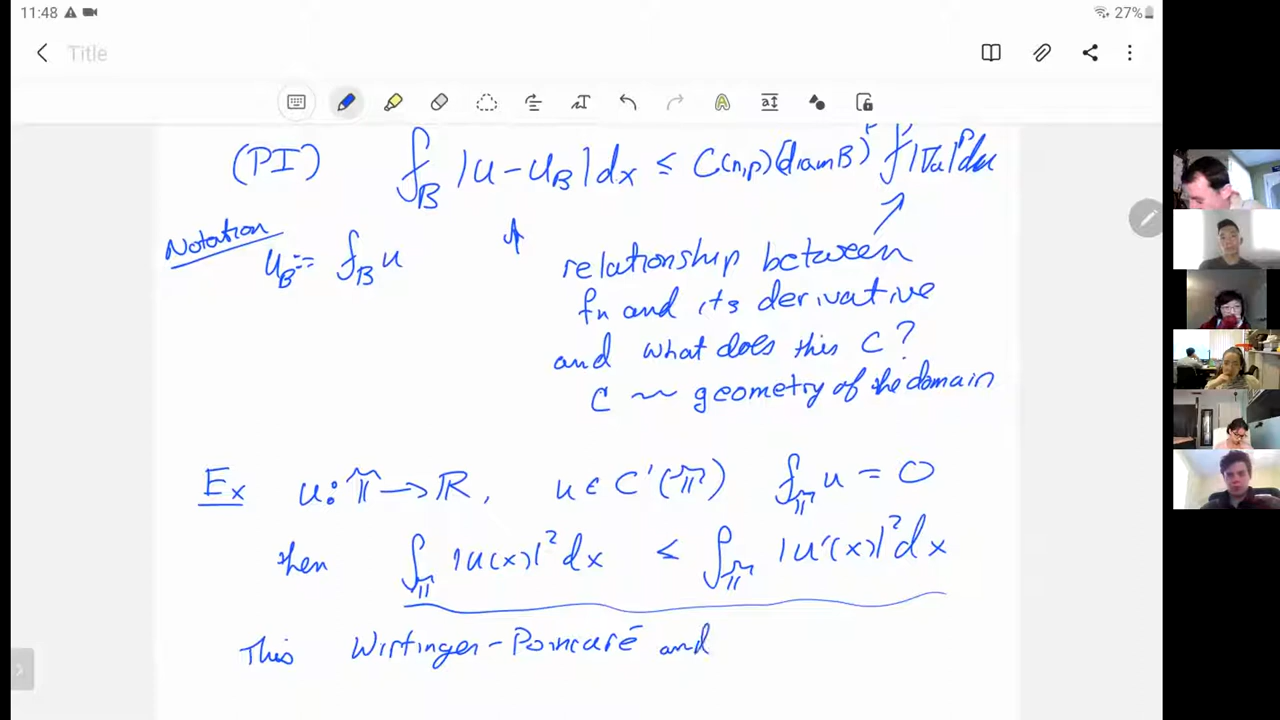 11:48
27%
Title
(PI) ⨍_B |u - u_B| dx ≤ C(n,p)(diam B)^p ⨍ |∇u|^p dx
Notation u_B := ⨍_B u
relationship between
fn and its derivative
and what does this C?
C ~ geometry of the domain
Ex u: 𝕋 → ℝ, u ∈ C'(𝕋) ⨍_𝕋 u = 0
then ∫_𝕋 |u(x)|² dx ≤ ∫_𝕋 |u'(x)|² dx
This Wirtinger-Poincaré and